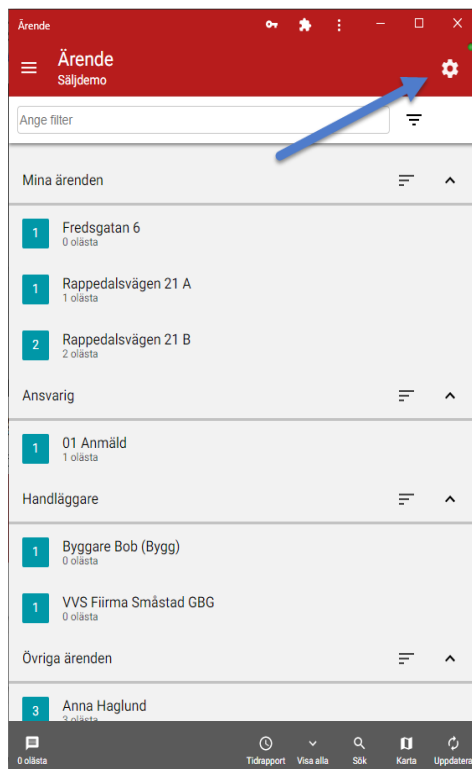 Ärende
Ärende
Säljdemo
Ange filter
Mina ärenden
1
Fredsgatan 6
0 olästa
1
Rappedalsvägen 21 A
1 olästa
2
Rappedalsvägen 21 B
2 olästa
Ansvarig
1
01 Anmäld
1 olästa
Handläggare
1
Byggare Bob (Bygg)
0 olästa
1
VVS Fiirma Småstad GBG
0 olästa
Övriga ärenden
3
Anna Haglund
3 olästa
0 olästa
Tidrapport
Visa alla
Sök
Karta
Uppdatera